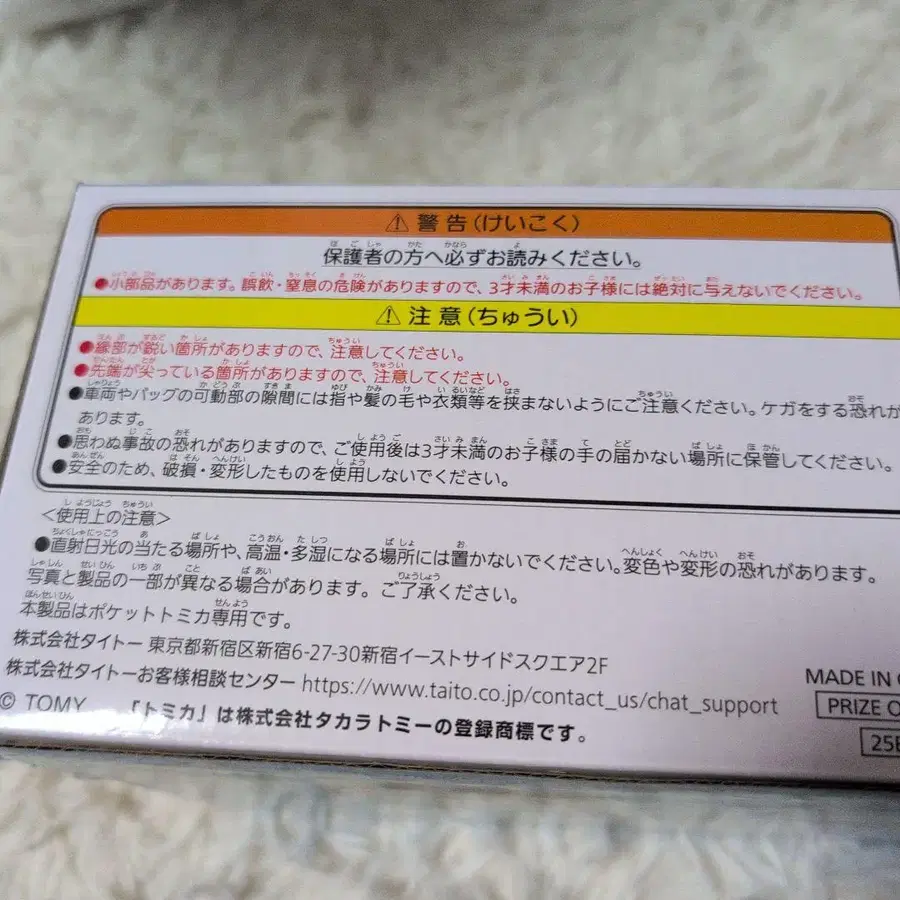 ⚠ 警告(けいこく)
保護者の方へ必ずお読みください。
●小部品があります。誤飲・窒息の危険がありますので、3才未満のお子様には絶対に与えないでください。
⚠ 注意(ちゅうい)
●縁部が鋭い箇所がありますので、注意してください。
●先端が尖っている箇所がありますので、注意してください。
●車両やバッグの可動部の隙間には指や髪の毛や衣類等を挟まないようにご注意ください。ケガをする恐れが
あります。
●思わぬ事故の恐れがありますので、ご使用後は3才未満のお子様の手の届かない場所に保管してください。
●安全のため、破損・変形したものを使用しないでください。
<使用上の注意>
●直射日光の当たる場所や、高温・多湿になる場所には置かないでください。変色や変形の恐れがあります。
写真と製品の一部が異なる場合があります。ご了承ください。
本製品はポケットトミカ専用です。
株式会社タイトー 東京都新宿区新宿6-27-30新宿イーストサイドスクエア2F
株式会社タイトーお客様相談センター https://www.taito.co.jp/contact_us/chat_support
MADE IN
© TOMY 「トミカ」は株式会社タカラトミーの登録商標です。
PRIZE